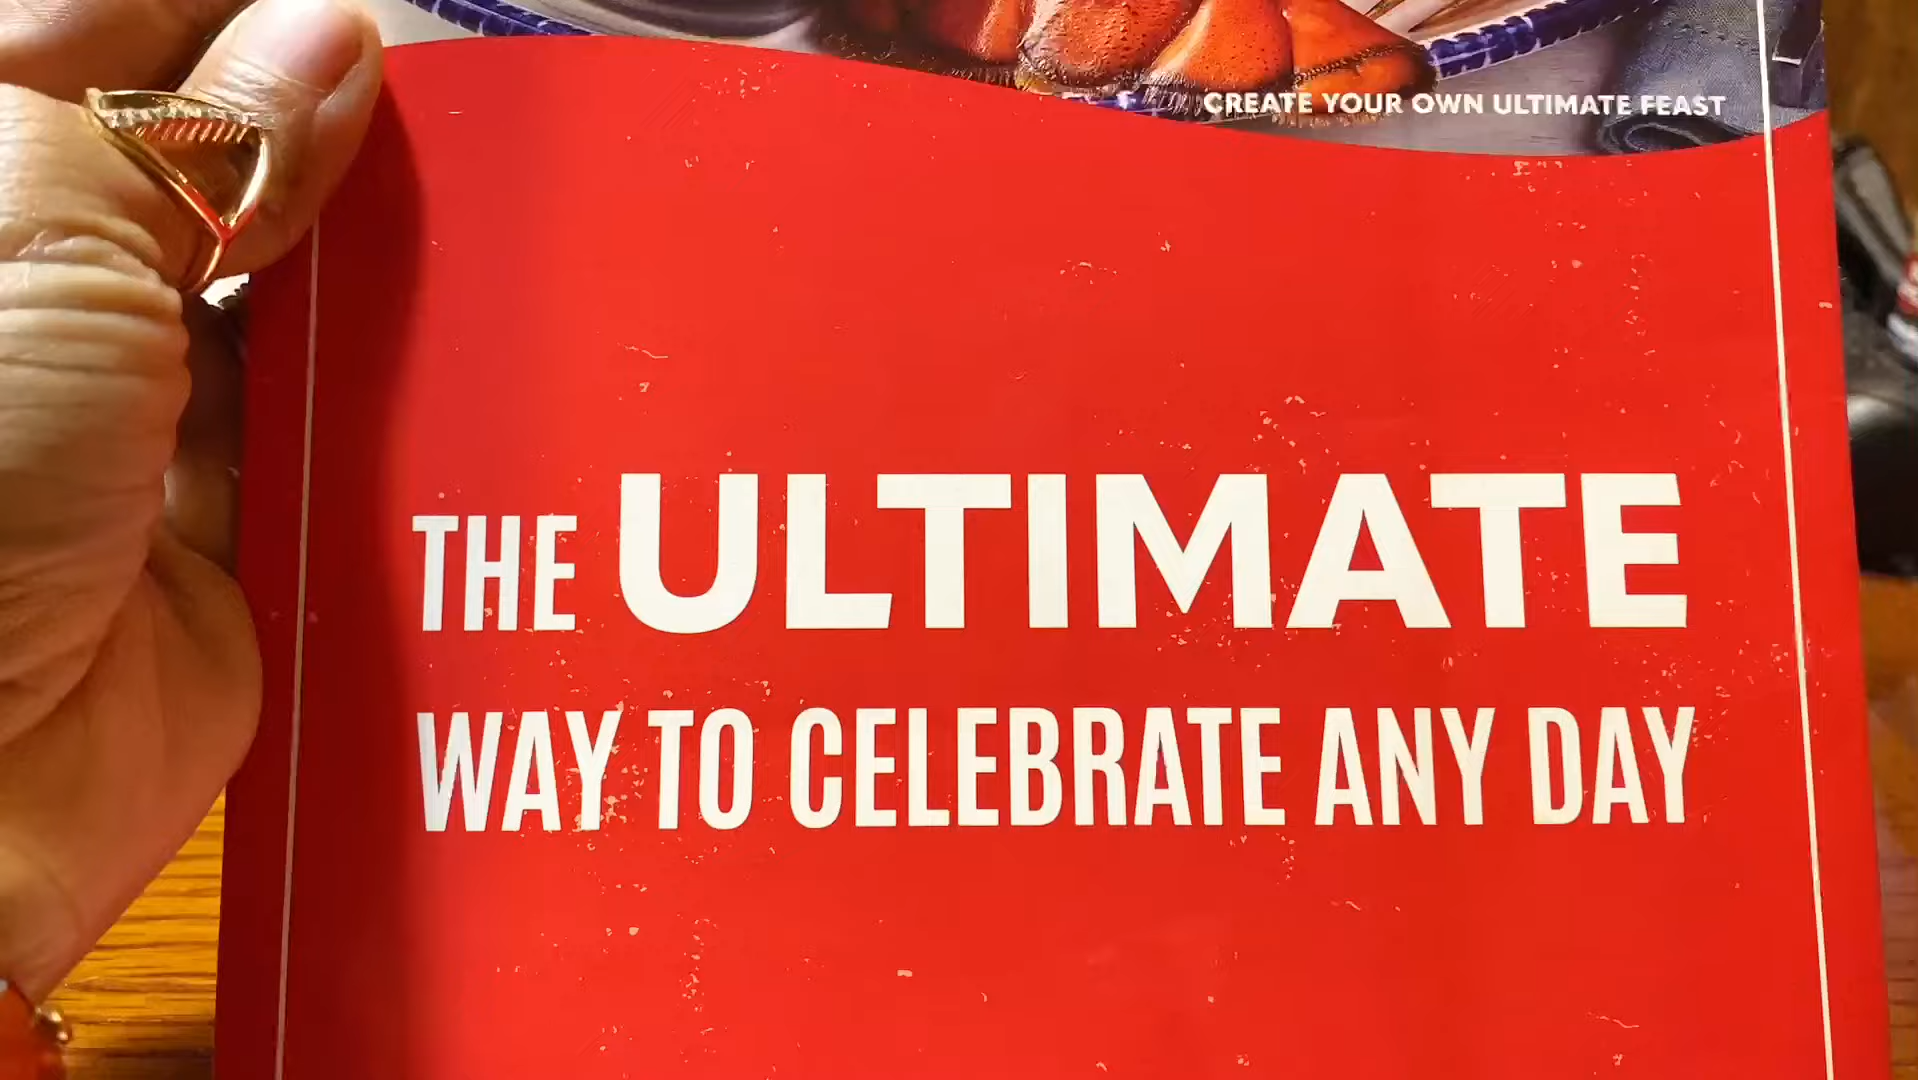 CREATE YOUR OWN ULTIMATE FEAST
THE ULTIMATE
WAY TO CELEBRATE ANY DAY